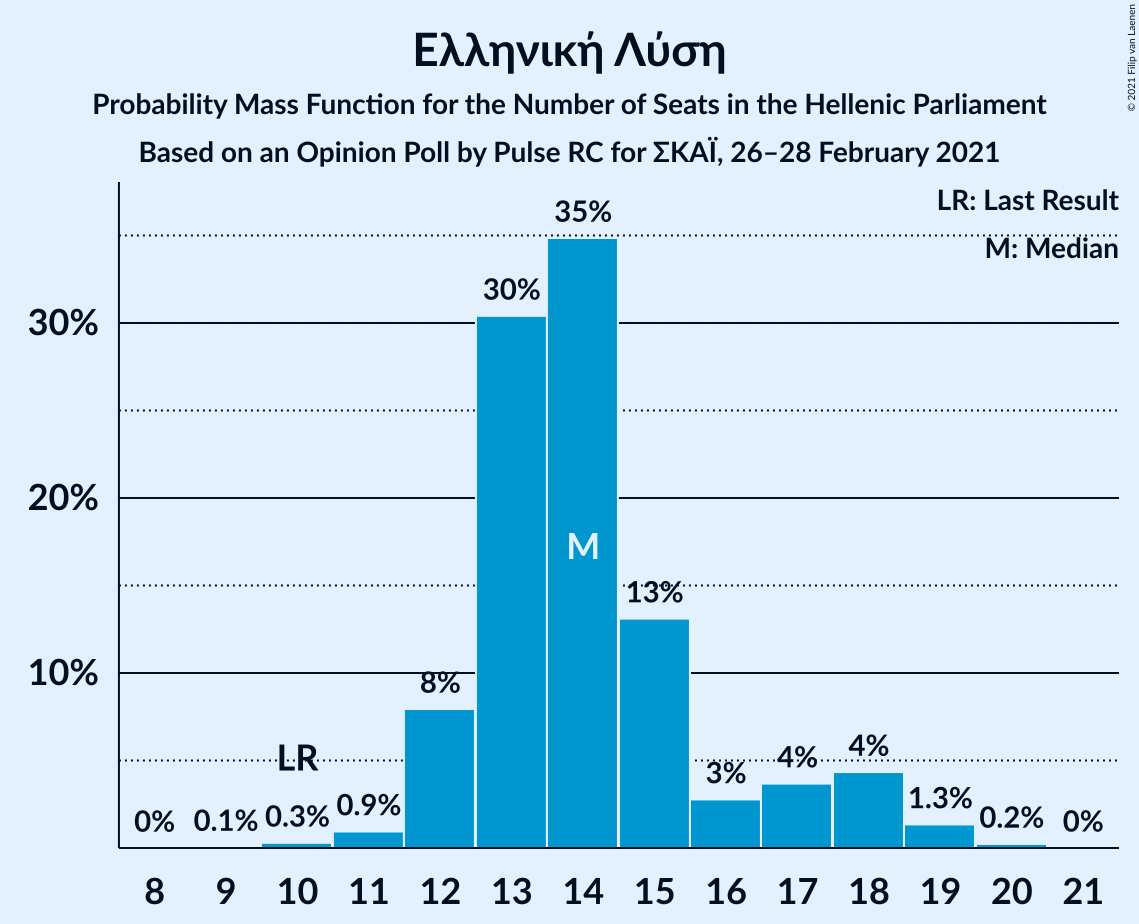 Ελληνική Λύση
Probability Mass Function for the Number of Seats in the Hellenic Parliament
Based on an Opinion Poll by Pulse RC for ΣΚΑΪ, 26–28 February 2021
© 2021 Filip van Laenen
LR: Last Result
M: Median
30%
20%
10%
0%
0.1%
0.3%
0.9%
8%
30%
35%
13%
3%
4%
4%
1.3%
0.2%
0%
LR
M
8 9 10 11 12 13 14 15 16 17 18 19 20 21